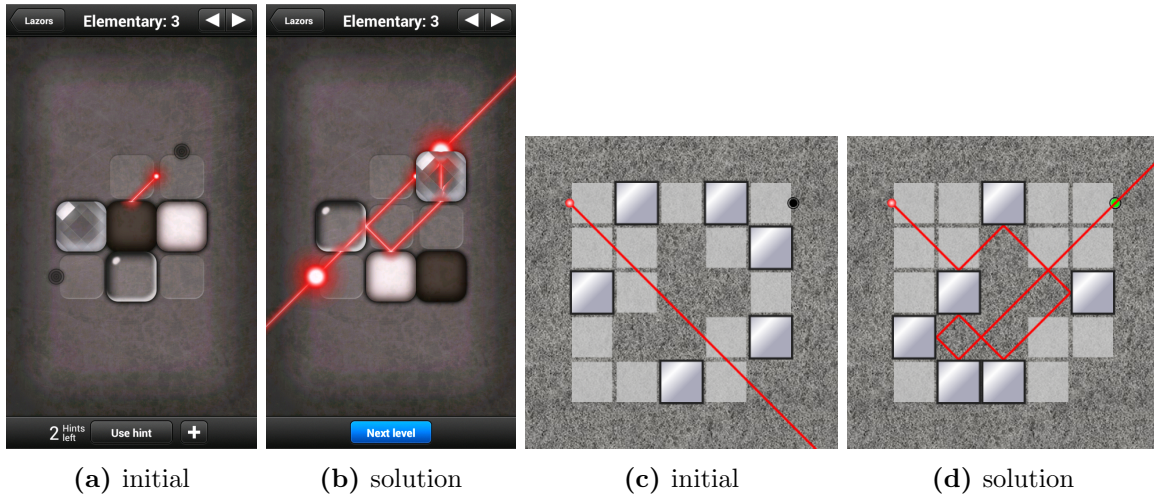 Lazors Elementary: 3
Lazors Elementary: 3
2 Hints left Use hint +
Next level
(a) initial
(b) solution
(c) initial
(d) solution